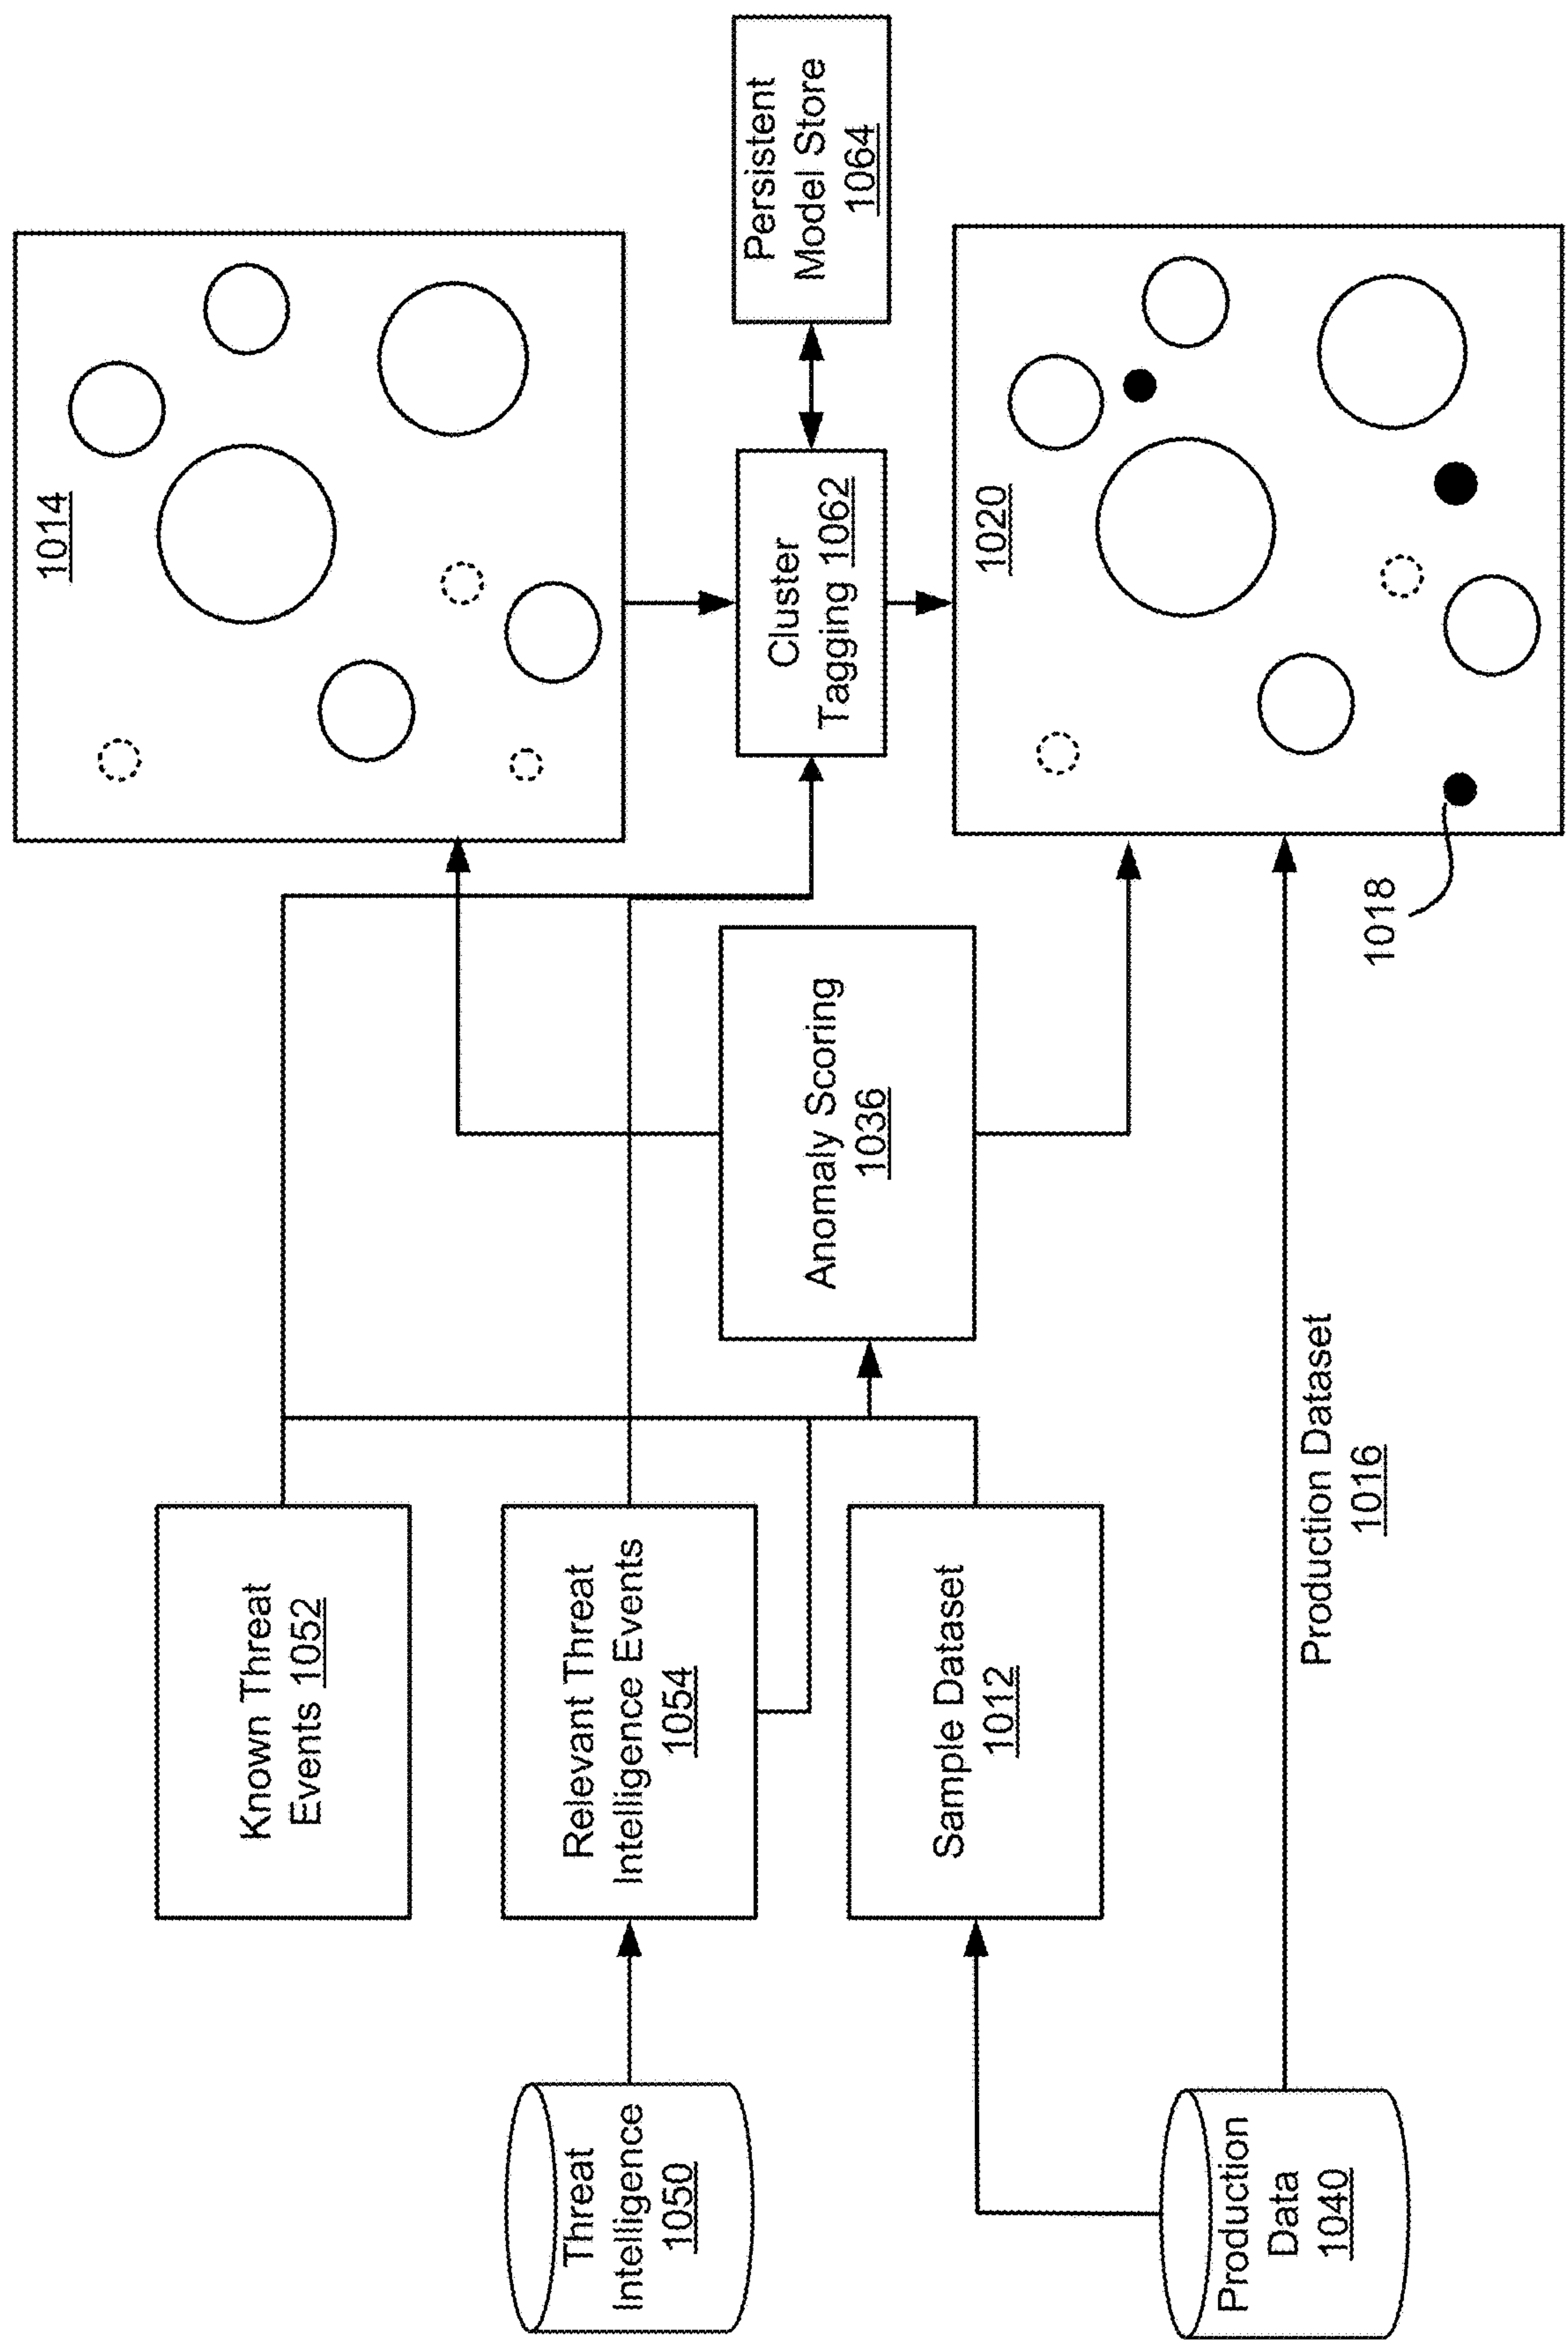 Threat
Intelligence
1050
Production
Data
1040
Known Threat
Events 1052
Relevant Threat
Intelligence Events
1054
Sample Dataset
1012
Production Dataset
1016
Anomaly Scoring
1036
1018
1014
Cluster
Tagging 1062
1020
Persistent
Model Store
1064